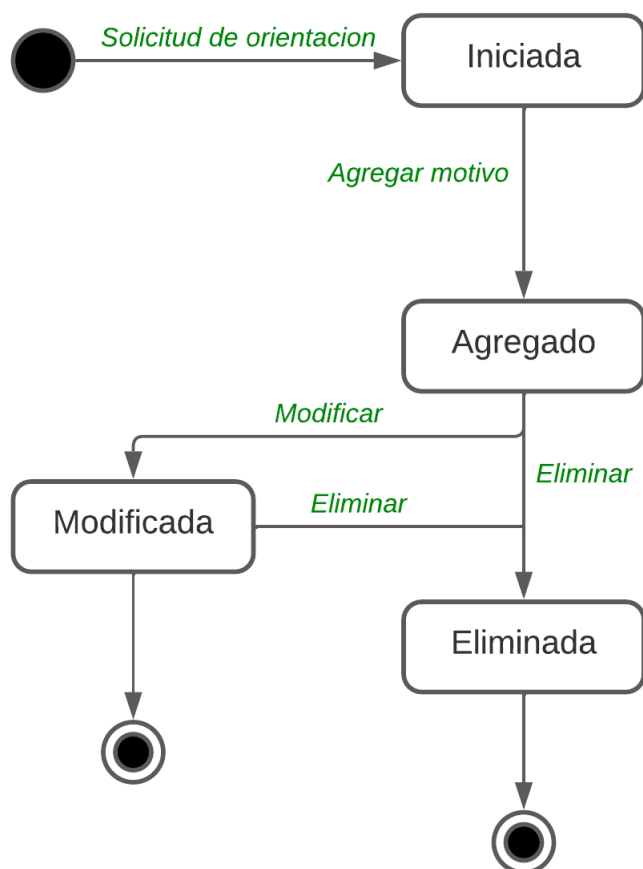 Solicitud de orientacion
Iniciada
Agregar motivo
Agregado
Modificar
Eliminar
Modificada
Eliminar
Eliminada